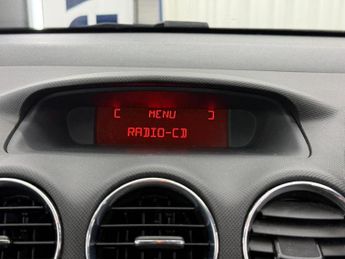 [ MENU ]
RADIO-CD